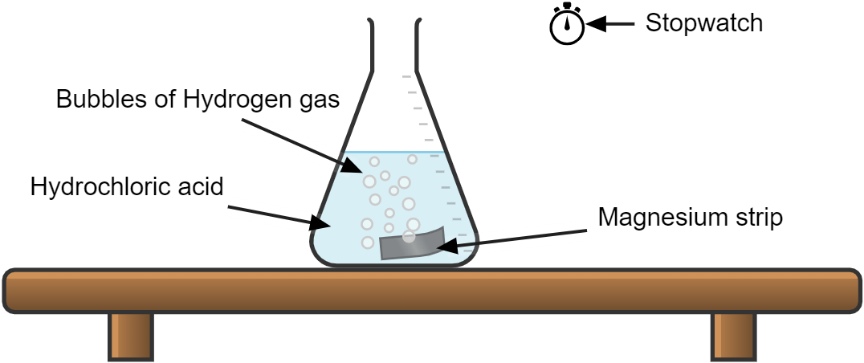 Stopwatch
Bubbles of Hydrogen gas
Hydrochloric acid
Magnesium strip